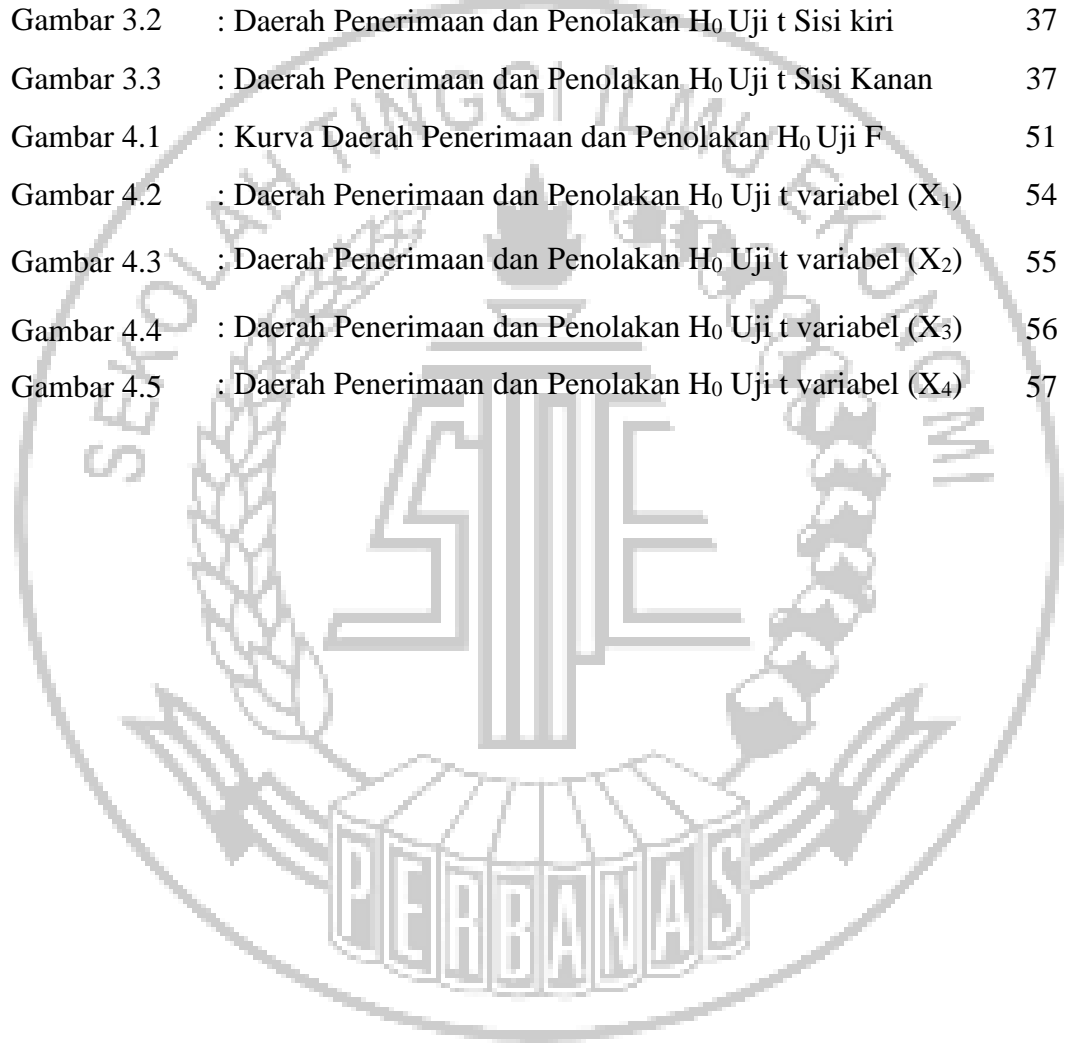 Gambar 3.2 : Daerah Penerimaan dan Penolakan H₀ Uji t Sisi kiri 37
Gambar 3.3 : Daerah Penerimaan dan Penolakan H₀ Uji t Sisi Kanan 37
Gambar 4.1 : Kurva Daerah Penerimaan dan Penolakan H₀ Uji F 51
Gambar 4.2 : Daerah Penerimaan dan Penolakan H₀ Uji t variabel (X₁) 54
Gambar 4.3 : Daerah Penerimaan dan Penolakan H₀ Uji t variabel (X₂) 55
Gambar 4.4 : Daerah Penerimaan dan Penolakan H₀ Uji t variabel (X₃) 56
Gambar 4.5 : Daerah Penerimaan dan Penolakan H₀ Uji t variabel (X₄) 57
SEKOLAH TINGGI ILMU EKONOMI
STIE
PERBANAS